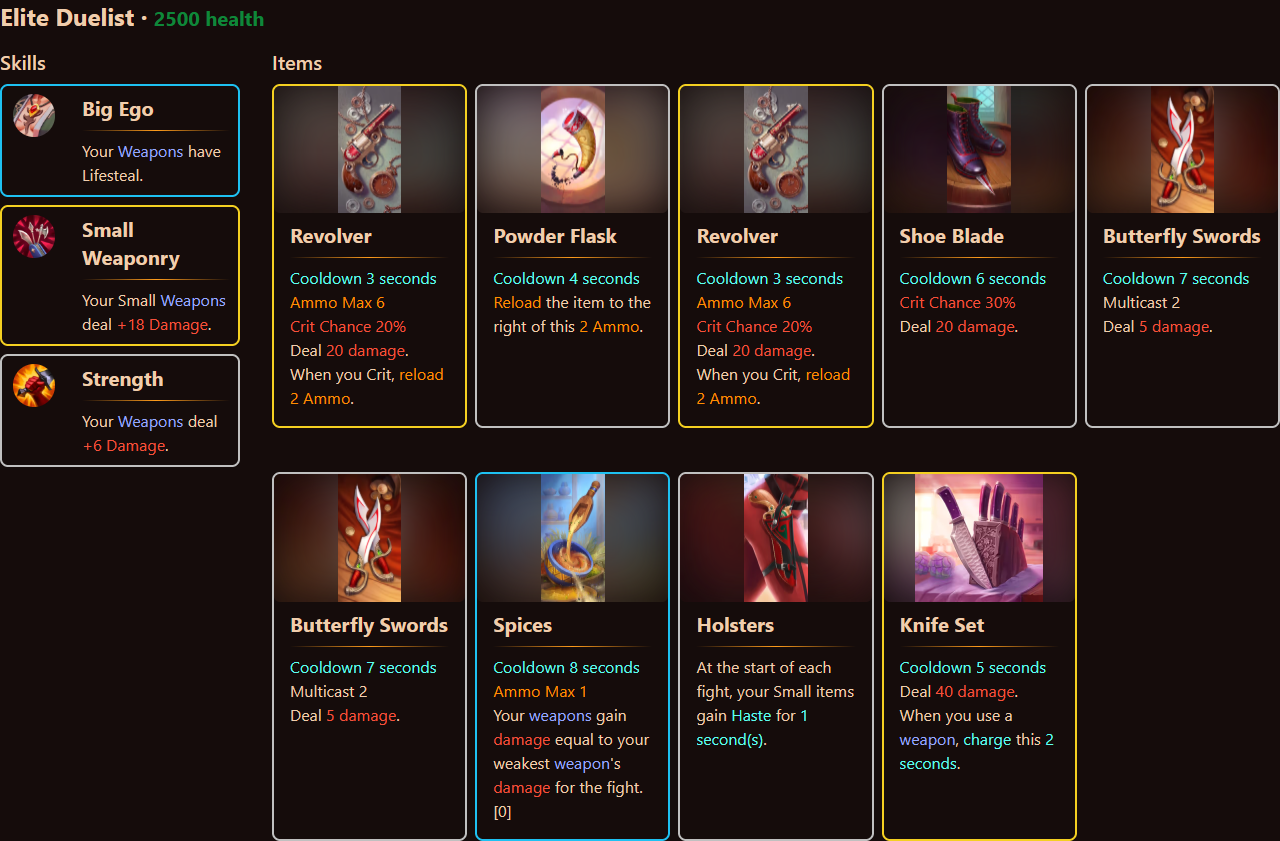 Elite Duelist · 2500 health
Skills
Big Ego
Your Weapons have
Lifesteal.
Small
Weaponry
Your Small Weapons
deal +18 Damage.
Strength
Your Weapons deal
+6 Damage.
Items
Revolver
Cooldown 3 seconds
Ammo Max 6
Crit Chance 20%
Deal 20 damage.
When you Crit, reload
2 Ammo.
Powder Flask
Cooldown 4 seconds
Reload the item to the
right of this 2 Ammo.
Revolver
Cooldown 3 seconds
Ammo Max 6
Crit Chance 20%
Deal 20 damage.
When you Crit, reload
2 Ammo.
Shoe Blade
Cooldown 6 seconds
Crit Chance 30%
Deal 20 damage.
Butterfly Swords
Cooldown 7 seconds
Multicast 2
Deal 5 damage.
Butterfly Swords
Cooldown 7 seconds
Multicast 2
Deal 5 damage.
Spices
Cooldown 8 seconds
Ammo Max 1
Your weapons gain
damage equal to your
weakest weapon's
damage for the fight.
[0]
Holsters
At the start of each
fight, your Small items
gain Haste for 1
second(s).
Knife Set
Cooldown 5 seconds
Deal 40 damage.
When you use a
weapon, charge this 2
seconds.